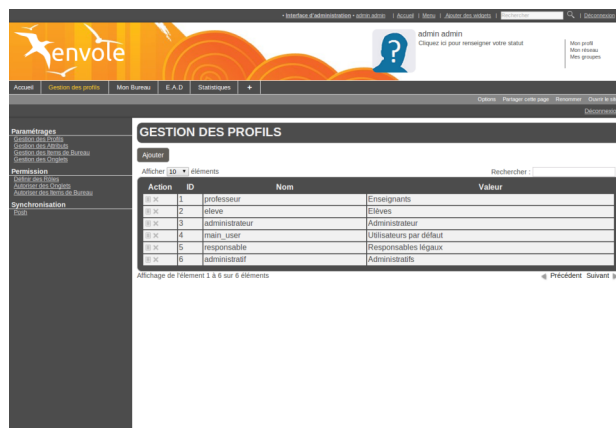 • Interface d'administration • admin admin | Accueil | Menu | Ajouter des widgets | Rechercher | Déconnexion
envole
admin admin
Cliquez ici pour renseigner votre statut
Mon profil
Mon réseau
Mes groupes
Accueil Gestion des profils Mon Bureau E.A.D Statistiques +
Options Partager cette page Renommer Ouvrir le site
Déconnexion
Paramétrages
Gestion des Profils
Gestion des Attributs
Gestion des Items de Bureau
Gestion des Onglets
Permission
Définir des Rôles
Autoriser des Onglets
Autoriser des Items de Bureau
Synchronisation
Posh
GESTION DES PROFILS
Ajouter
Afficher 10 éléments Rechercher :
Action ID Nom Valeur
1 professeur Enseignants
2 eleve Elèves
3 administrateur Administrateur
4 main_user Utilisateurs par défaut
5 responsable Responsables légaux
6 administratif Administratifs
Affichage de l'élement 1 à 6 sur 6 éléments Précédent Suivant